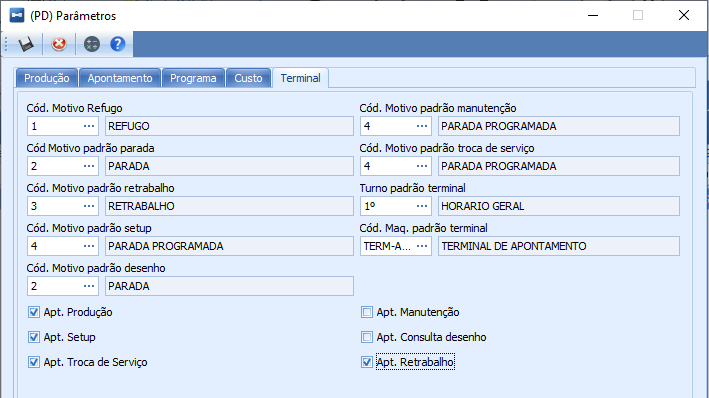 (PD) Parâmetros
Produção Apontamento Programa Custo Terminal
Cód. Motivo Refugo
1 ... REFUGO
Cód Motivo padrão parada
2 ... PARADA
Cód. Motivo padrão retrabalho
3 ... RETRABALHO
Cód. Motivo padrão setup
4 ... PARADA PROGRAMADA
Cód. Motivo padrão desenho
2 ... PARADA
Cód. Motivo padrão manutenção
4 ... PARADA PROGRAMADA
Cód. Motivo padrão troca de serviço
4 ... PARADA PROGRAMADA
Turno padrão terminal
1º ... HORARIO GERAL
Cód. Maq. padrão terminal
TERM-A... ... TERMINAL DE APONTAMENTO
Apt. Produção
Apt. Setup
Apt. Troca de Serviço
Apt. Manutenção
Apt. Consulta desenho
Apt. Retrabalho